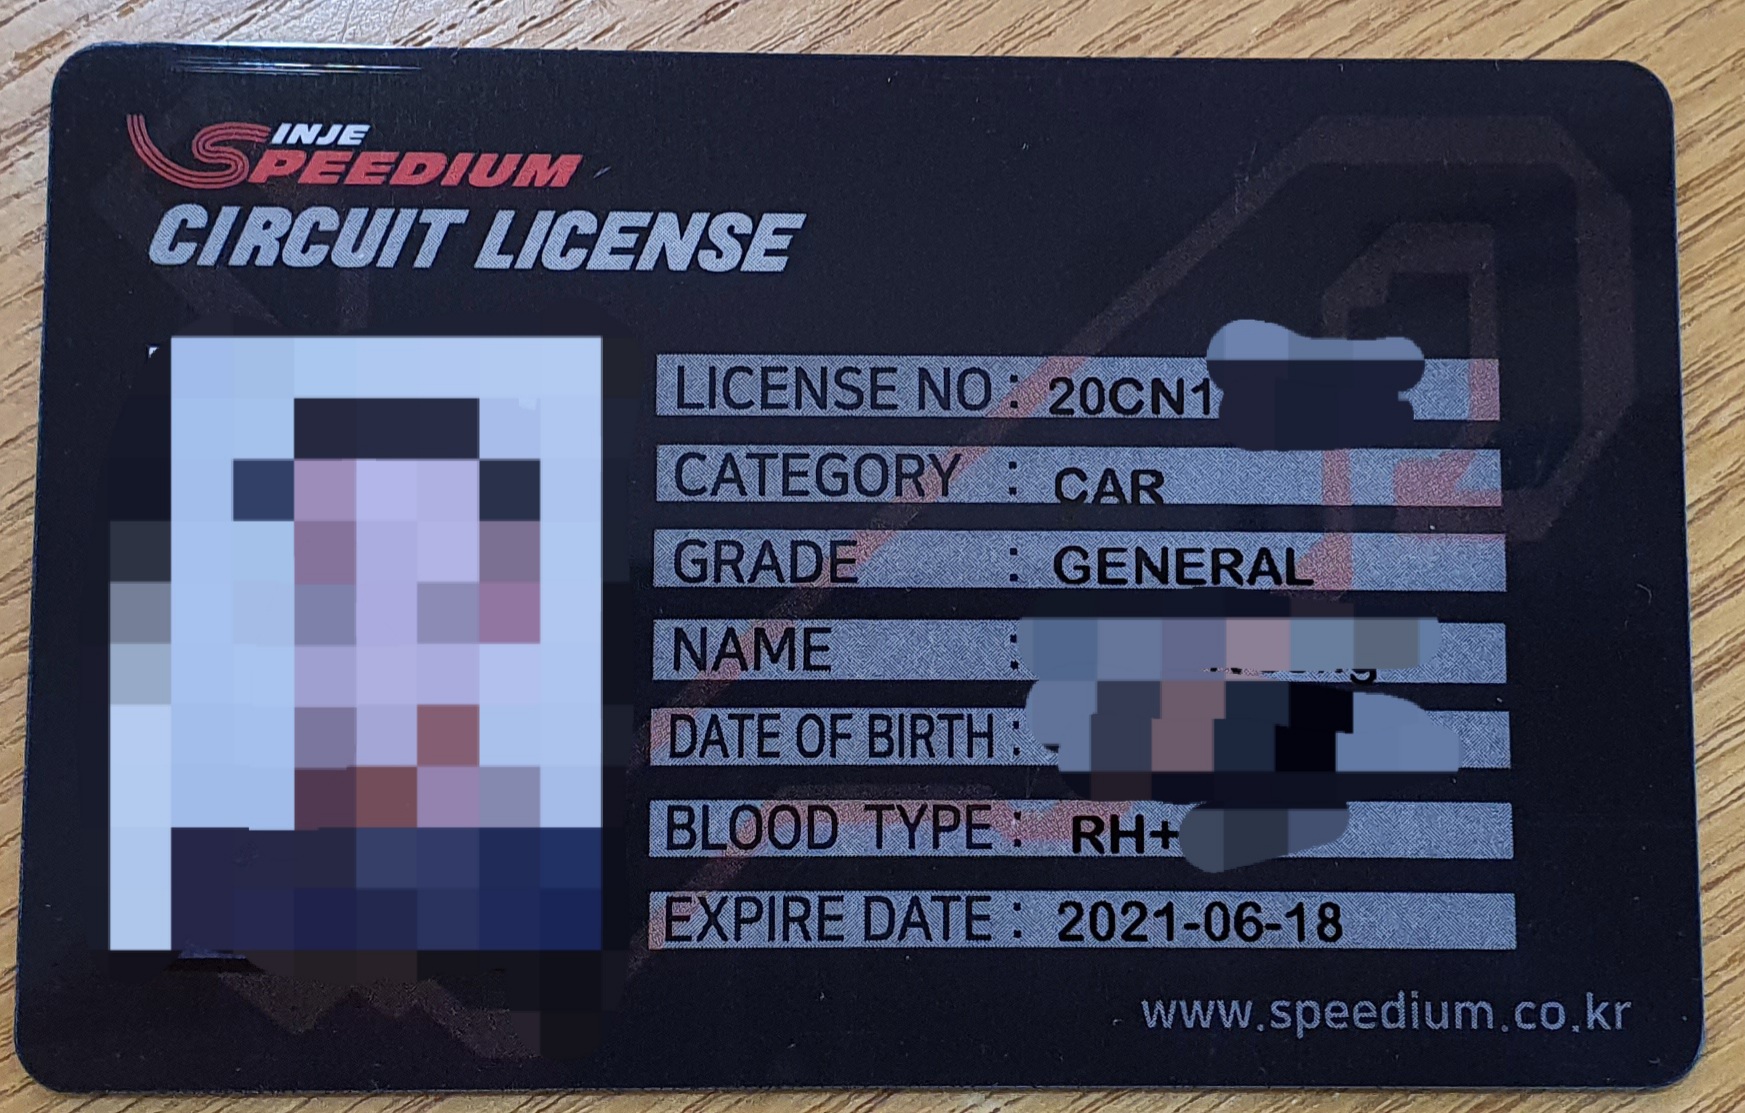 INJE
SPEEDIUM
CIRCUIT LICENSE
LICENSE NO : 20CN1
CATEGORY : CAR
GRADE : GENERAL
NAME :
DATE OF BIRTH :
BLOOD TYPE : RH+
EXPIRE DATE : 2021-06-18
www.speedium.co.kr